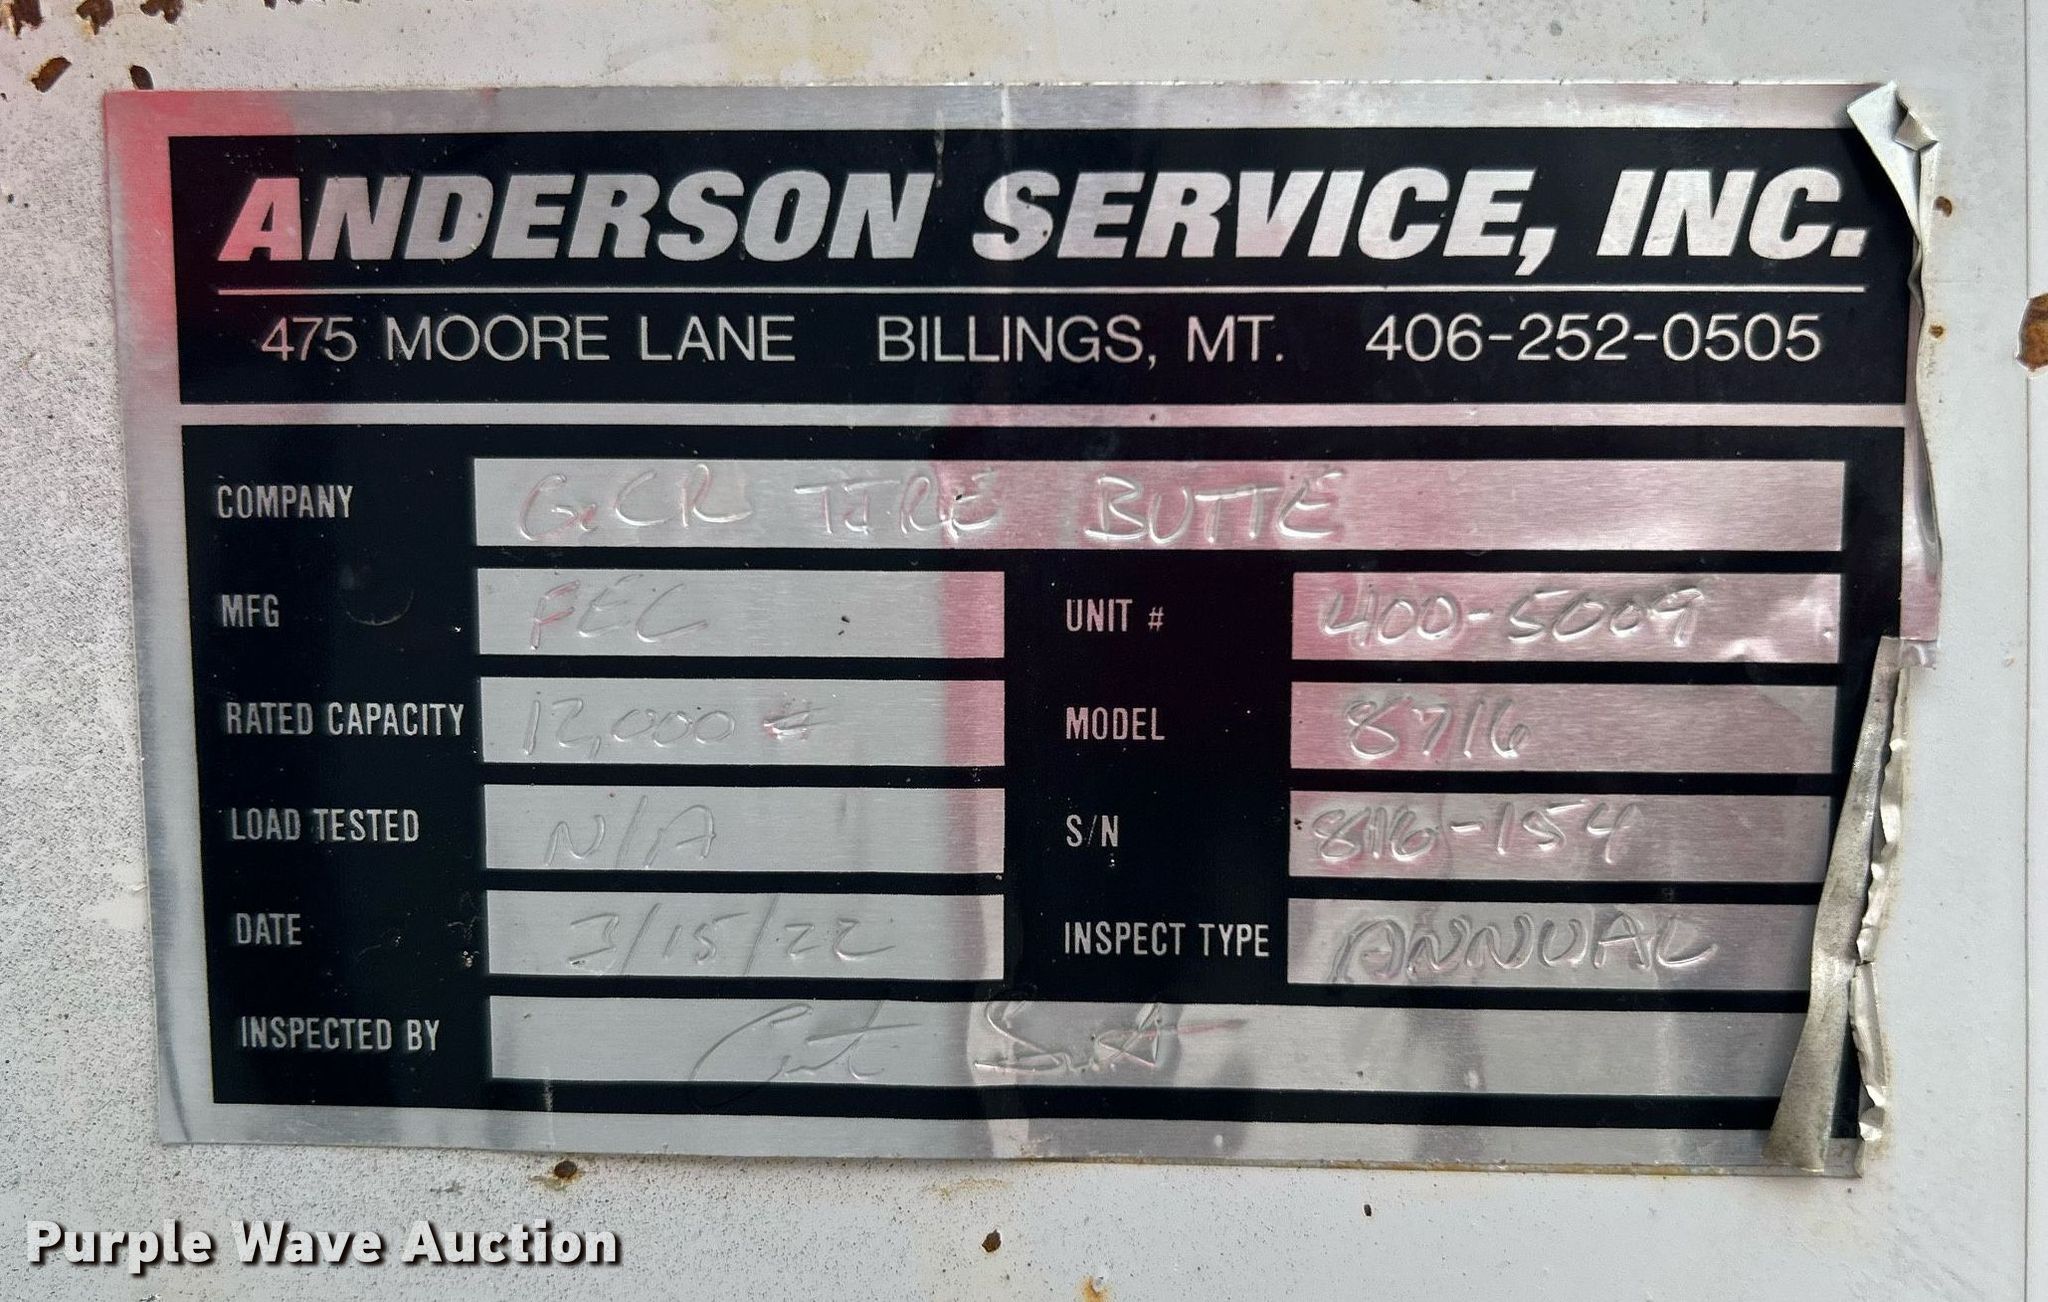 ANDERSON SERVICE, INC.
475 MOORE LANE BILLINGS, MT. 406-252-0505
COMPANY GCR TIRE BUTTE
MFG FEC UNIT # 400-5009
RATED CAPACITY 12,000 # MODEL 8716
LOAD TESTED N/A S/N 8716-154
DATE 3/15/22 INSPECT TYPE ANNUAL
INSPECTED BY
Purple Wave Auction